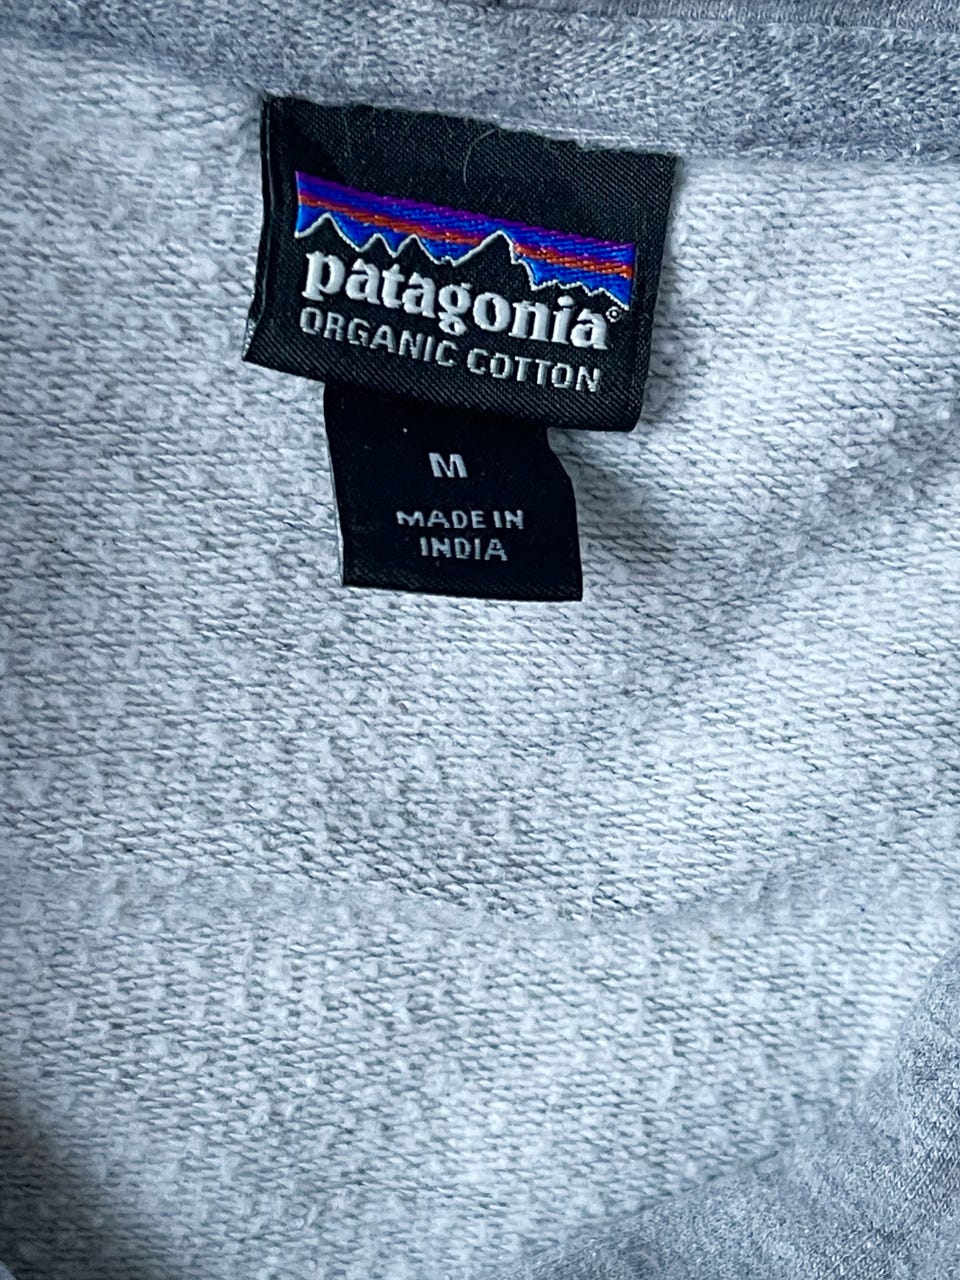 patagonia®
ORGANIC COTTON
M
MADE IN
INDIA